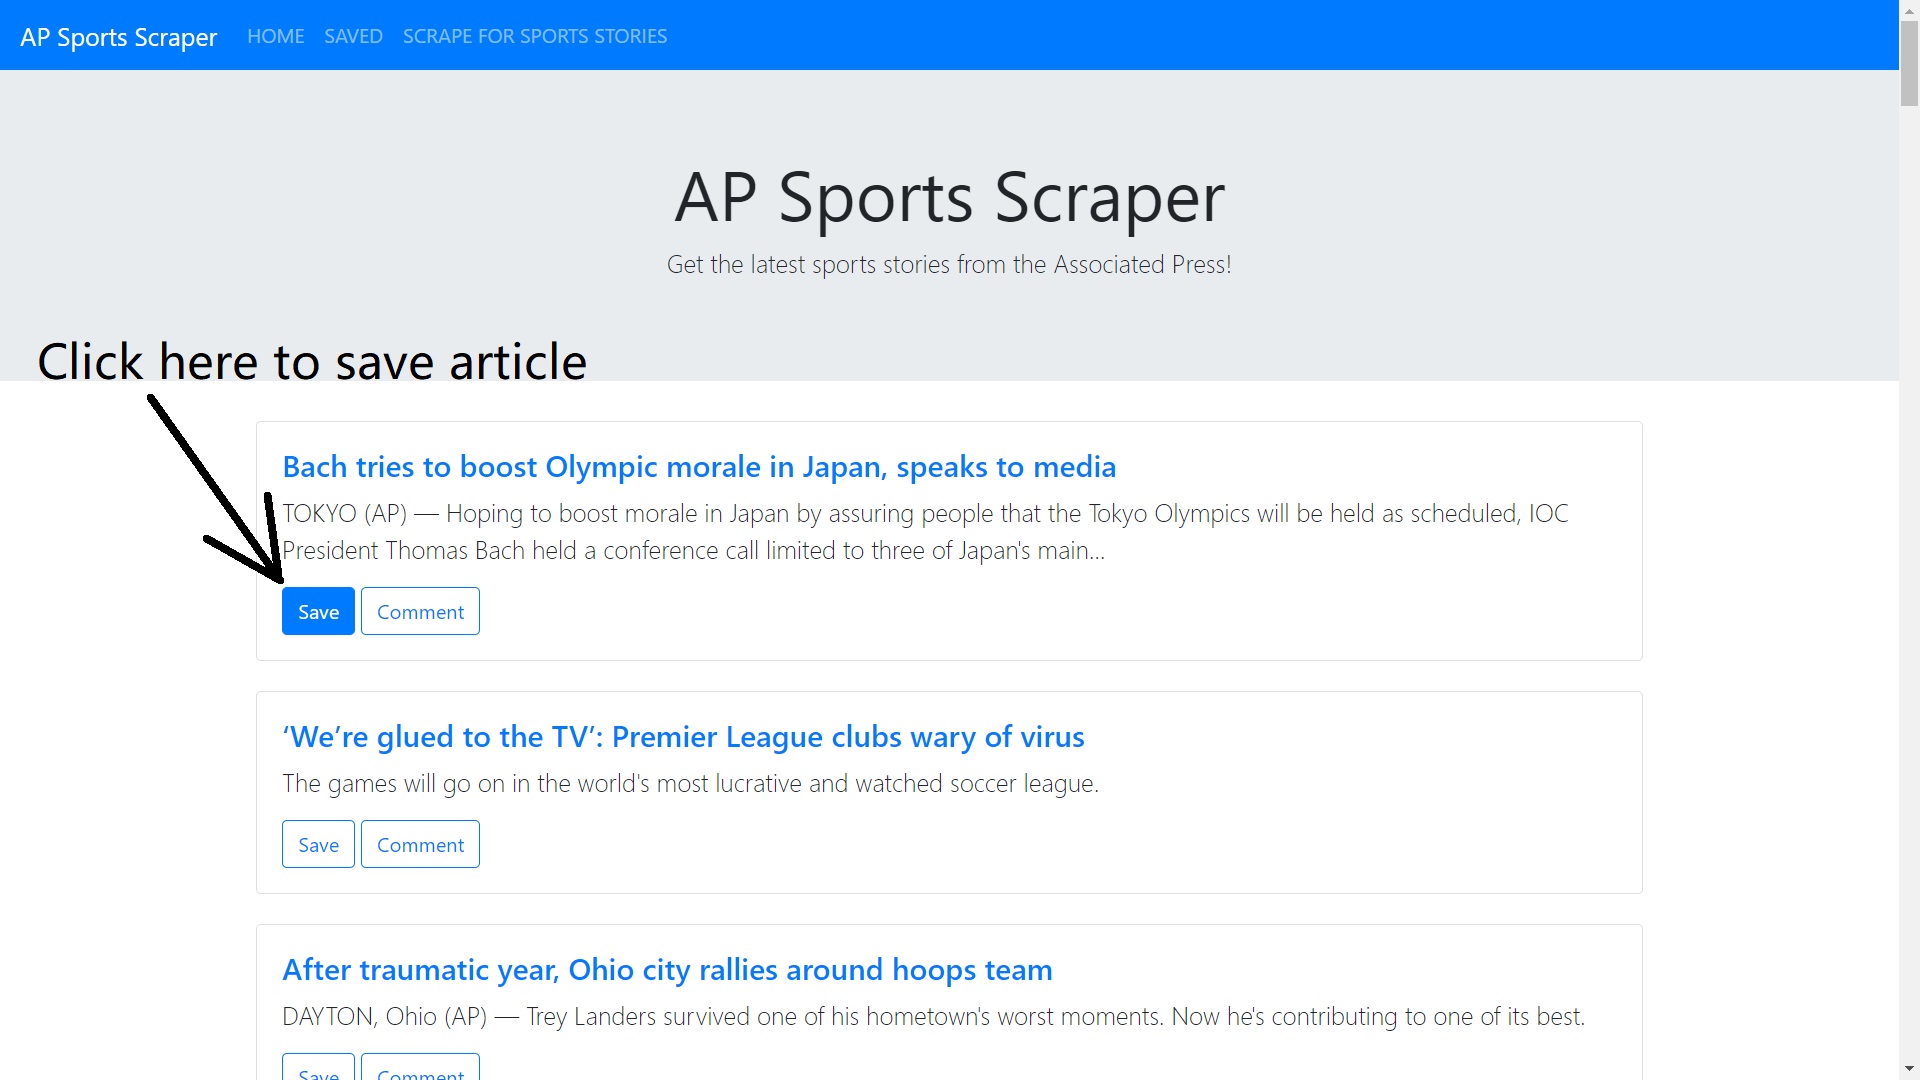 AP Sports Scraper HOME SAVED SCRAPE FOR SPORTS STORIES
AP Sports Scraper
Get the latest sports stories from the Associated Press!
Click here to save article
Bach tries to boost Olympic morale in Japan, speaks to media
TOKYO (AP) — Hoping to boost morale in Japan by assuring people that the Tokyo Olympics will be held as scheduled, IOC
President Thomas Bach held a conference call limited to three of Japan's main...
Save Comment
‘We’re glued to the TV’: Premier League clubs wary of virus
The games will go on in the world's most lucrative and watched soccer league.
Save Comment
After traumatic year, Ohio city rallies around hoops team
DAYTON, Ohio (AP) — Trey Landers survived one of his hometown's worst moments. Now he's contributing to one of its best.
Save Comment